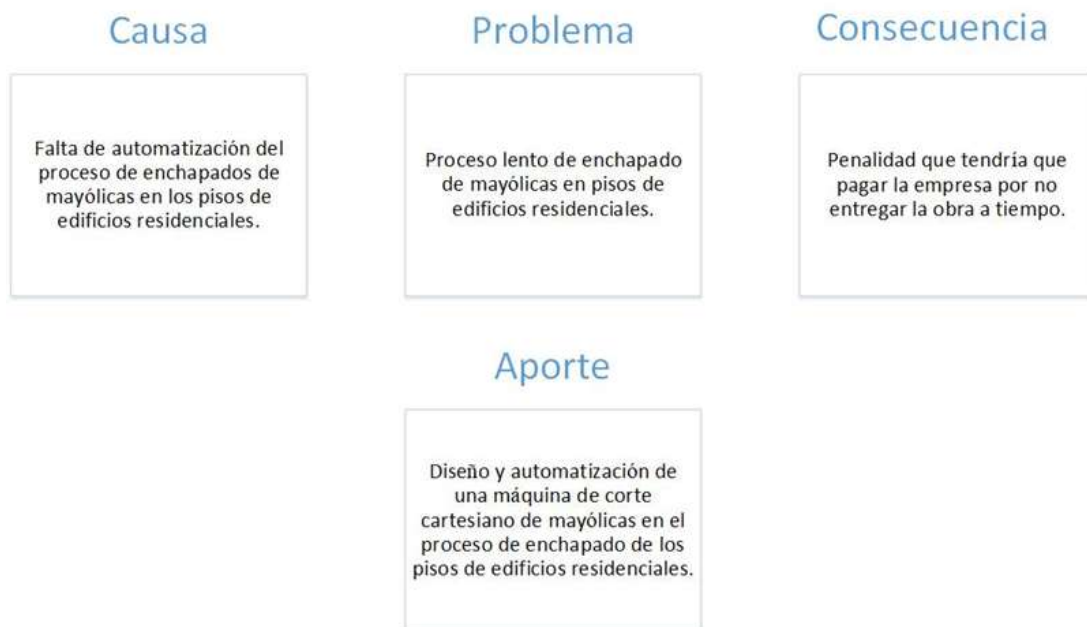 Causa
Falta de automatización del
proceso de enchapados de
mayólicas en los pisos de
edificios residenciales.
Problema
Proceso lento de enchapado
de mayólicas en pisos de
edificios residenciales.
Consecuencia
Penalidad que tendría que
pagar la empresa por no
entregar la obra a tiempo.
Aporte
Diseño y automatización de
una máquina de corte
cartesiano de mayólicas en el
proceso de enchapado de los
pisos de edificios residenciales.